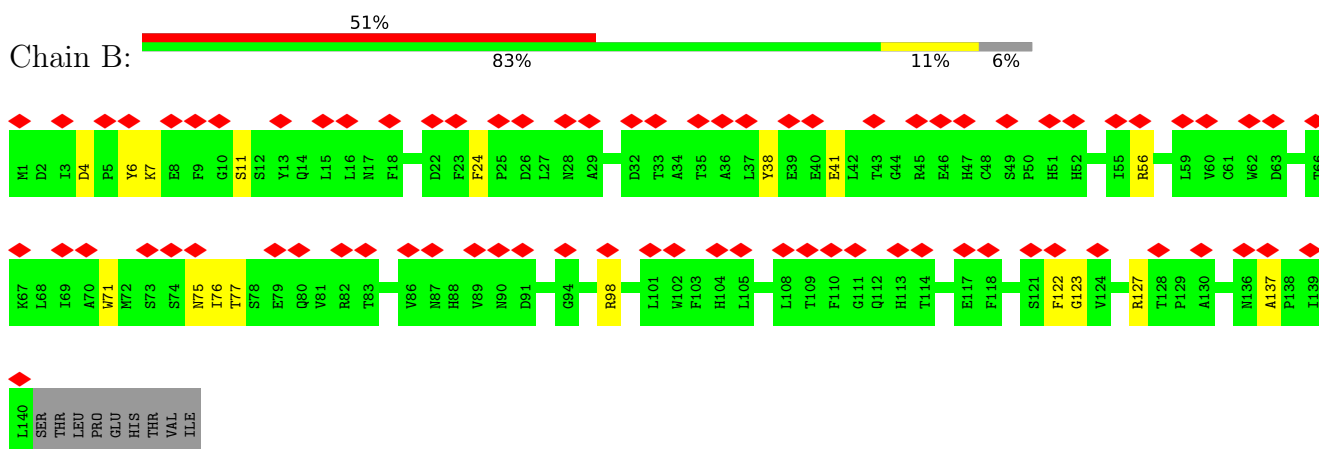 51%
Chain B:
83% 11% 6%
M1 D2 I3 D4 P5 Y6 K7 E8 F9 G10 S11 S12 Y13 Q14 L15 L16 N17 F18 D22 F23 F24 P25 D26 L27 N28 A29 D32 T33 A34 T35 A36 L37 Y38 E39 E40 E41 L42 T43 G44 R45 E46 H47 C48 S49 P50 H51 H52 I55 R56 L59 V60 C61 W62 D63 T66
K67 L68 I69 A70 W71 M72 S73 S74 N75 I76 T77 S78 E79 Q80 V81 R82 T83 V86 N87 H88 V89 N90 D91 G94 R98 L101 W102 F103 H104 L105 L108 T109 F110 G111 Q112 H113 T114 E117 F118 S121 F122 G123 V124 R127 T128 P129 A130 N136 A137 P138 I139
L140 SER THR LEU PRO GLU HIS THR VAL ILE